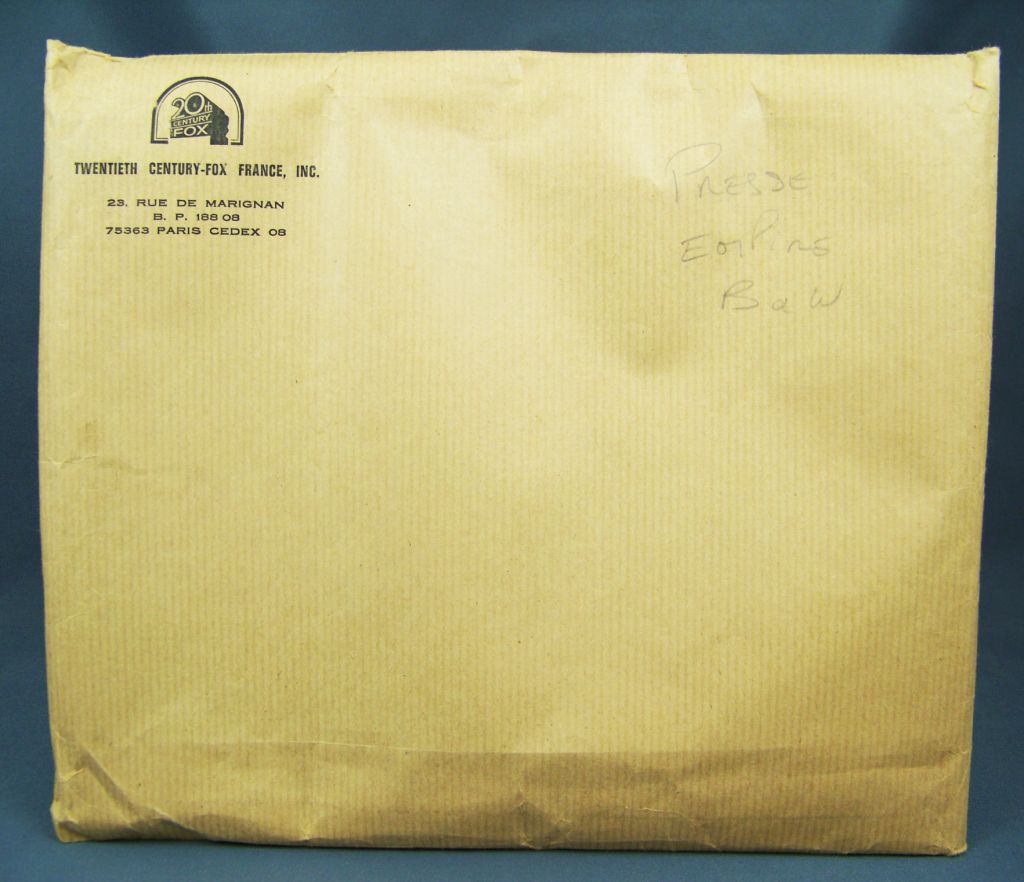 20th
CENTURY
FOX
TWENTIETH CENTURY-FOX FRANCE, INC.
23, RUE DE MARIGNAN
B. P. 188 08
75363 PARIS CEDEX 08
PRESSE
EMPIRE
B a W